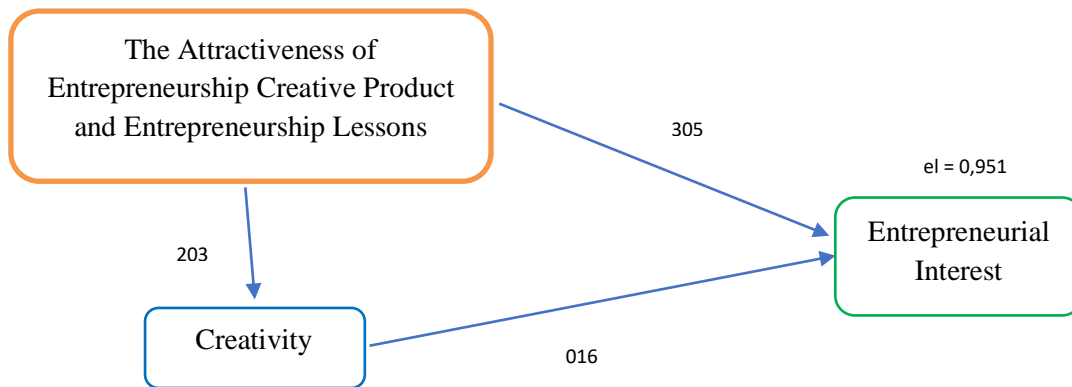 The Attractiveness of
Entrepreneurship Creative Product
and Entrepreneurship Lessons
305
el = 0,951
Entrepreneurial
Interest
203
Creativity
016